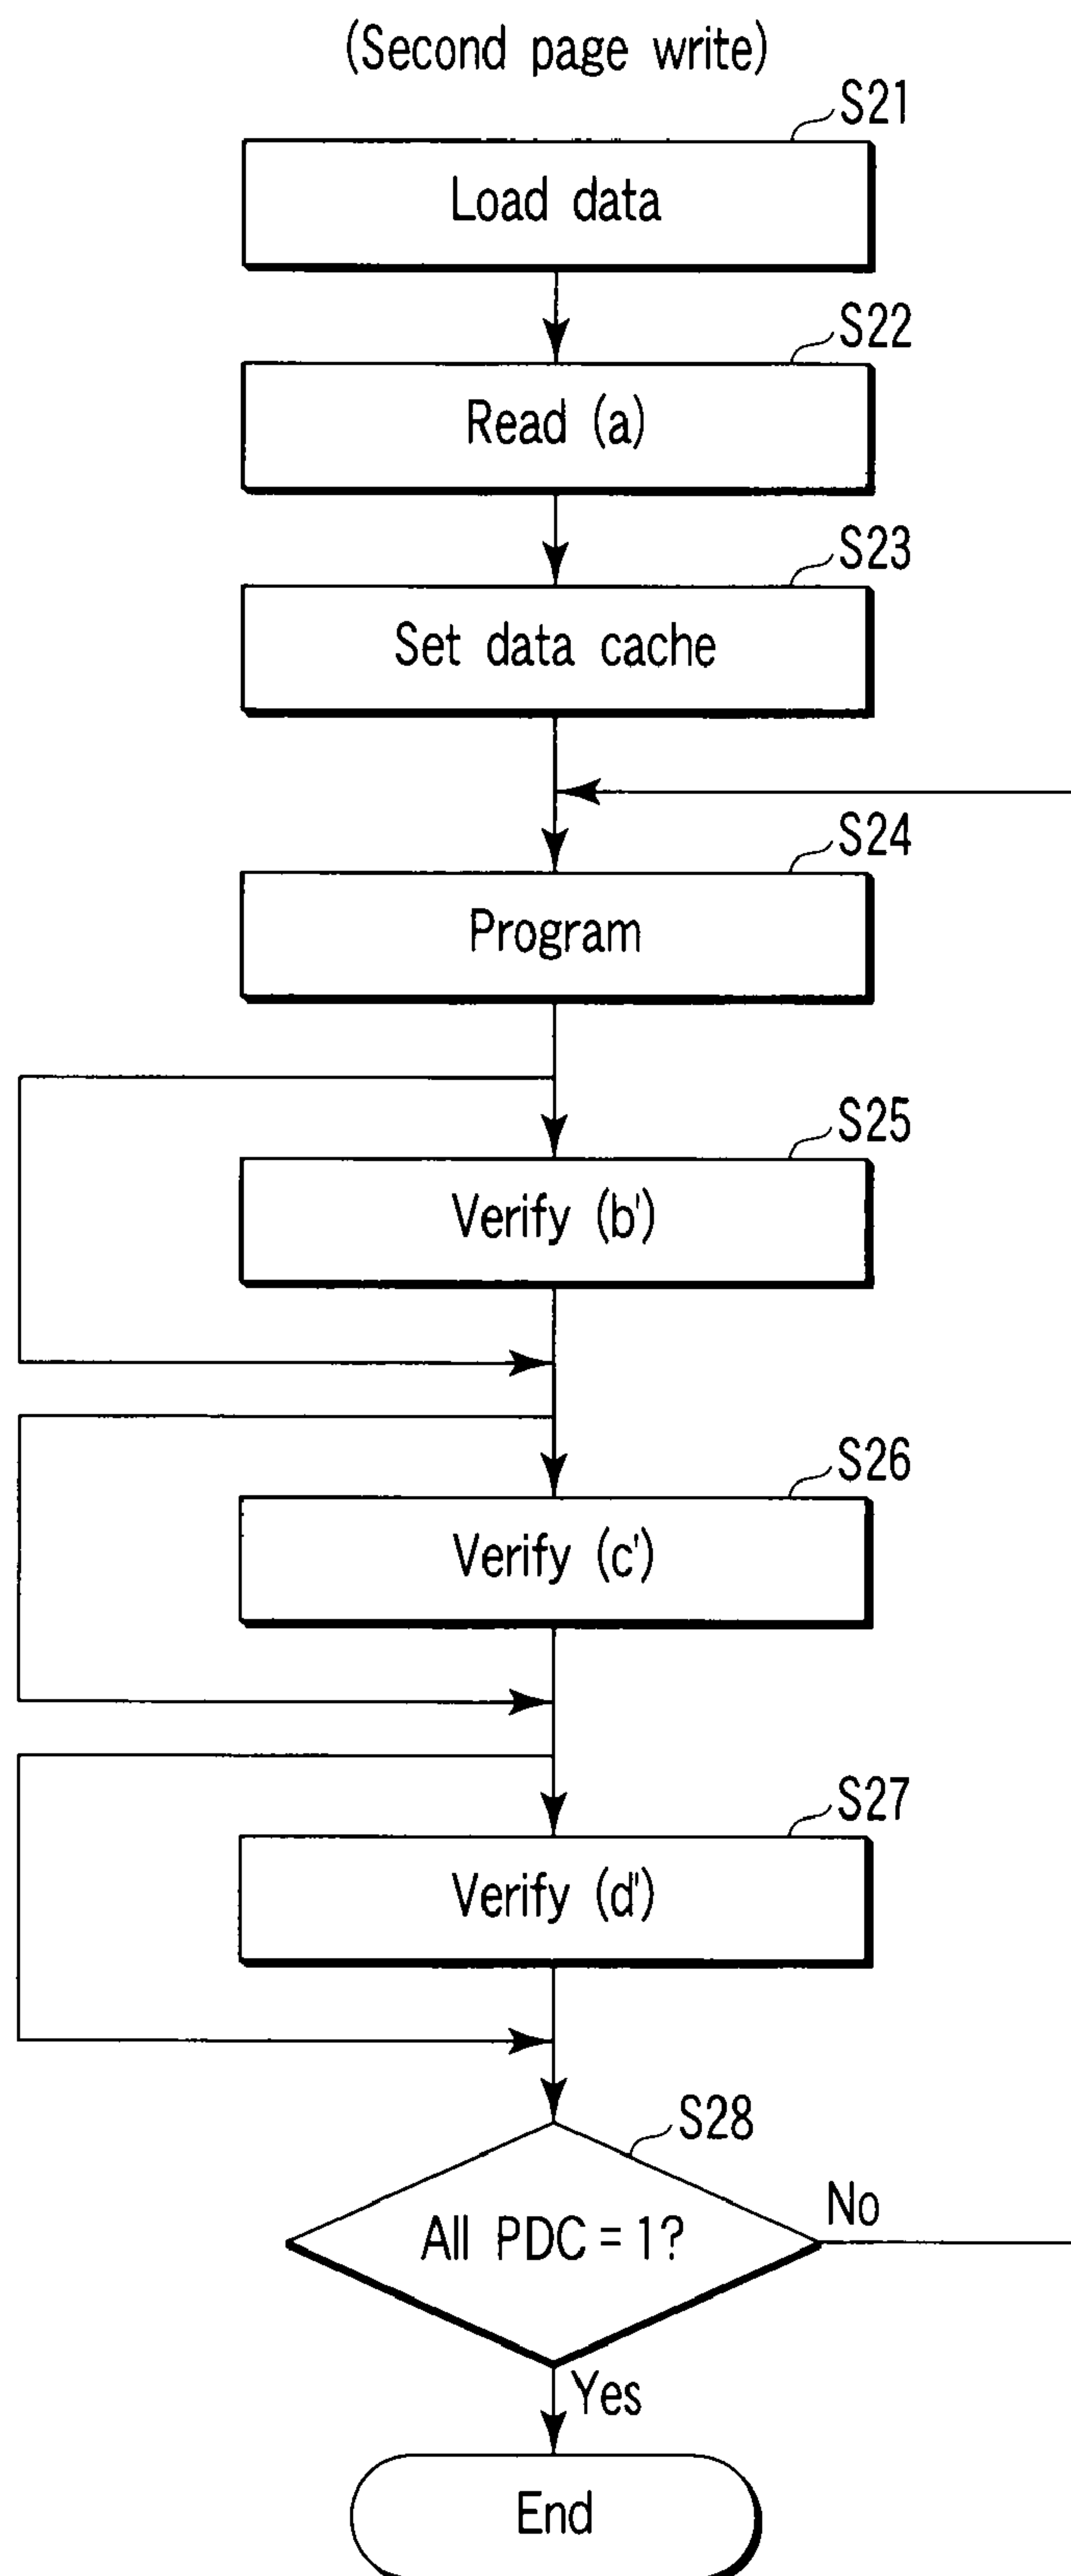 (Second page write)
S21
Load data
S22
Read (a)
S23
Set data cache
S24
Program
S25
Verify (b')
S26
Verify (c')
S27
Verify (d')
S28
All PDC = 1?
No
Yes
End